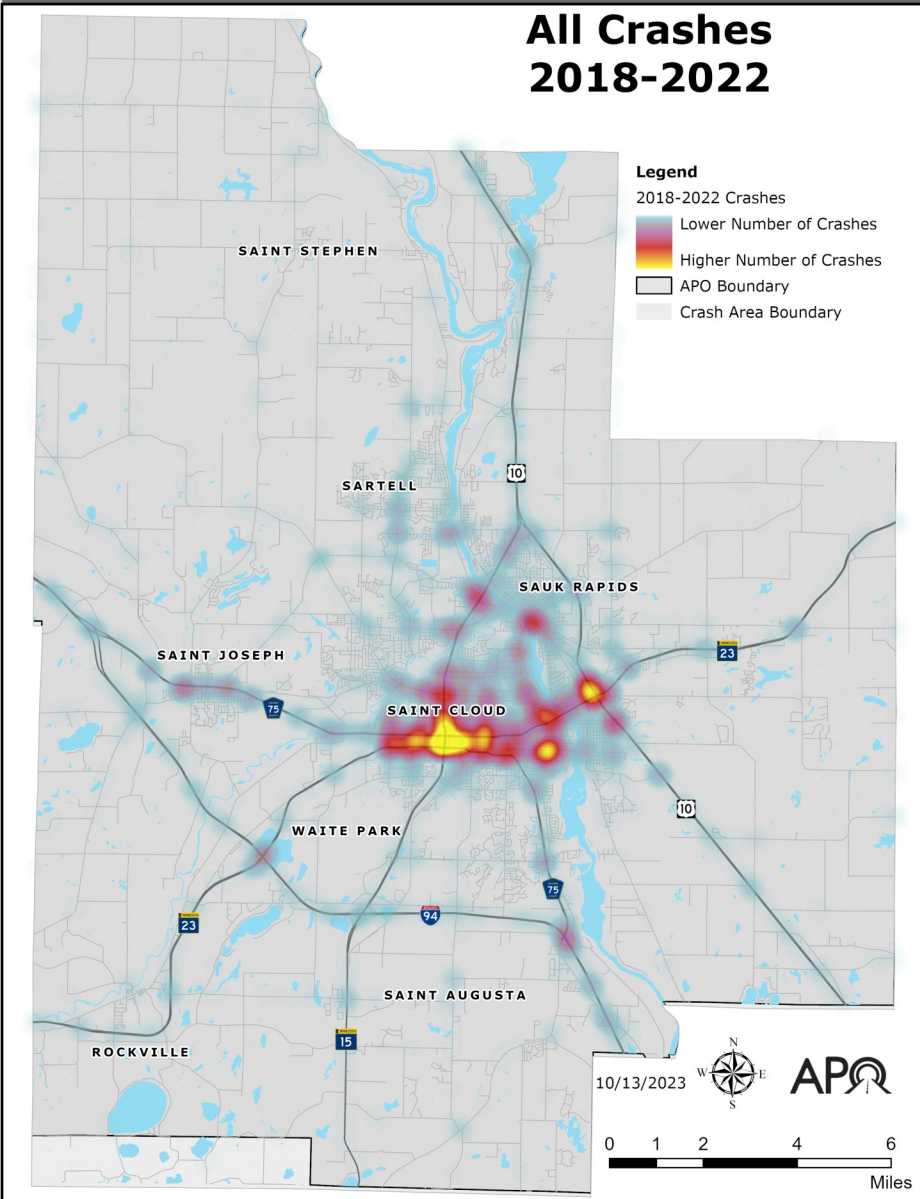 All Crashes
2018-2022
Legend
2018-2022 Crashes
Lower Number of Crashes
Higher Number of Crashes
APO Boundary
Crash Area Boundary
SAINT STEPHEN
SARTELL
10
SAUK RAPIDS
SAINT JOSEPH
23
75
SAINT CLOUD
10
WAITE PARK
75
23
94
SAINT AUGUSTA
15
ROCKVILLE
10/13/2023
N
W
E
S
APO
0 1 2 4 6
Miles